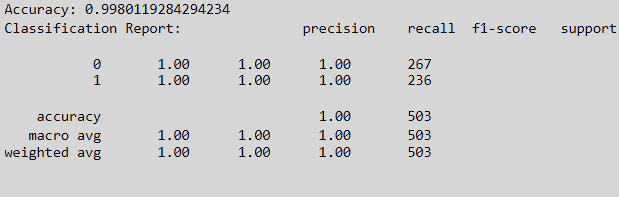 Accuracy: 0.9980119284294234
Classification Report: precision recall f1-score support
0 1.00 1.00 1.00 267
1 1.00 1.00 1.00 236
accuracy 1.00 503
macro avg 1.00 1.00 1.00 503
weighted avg 1.00 1.00 1.00 503